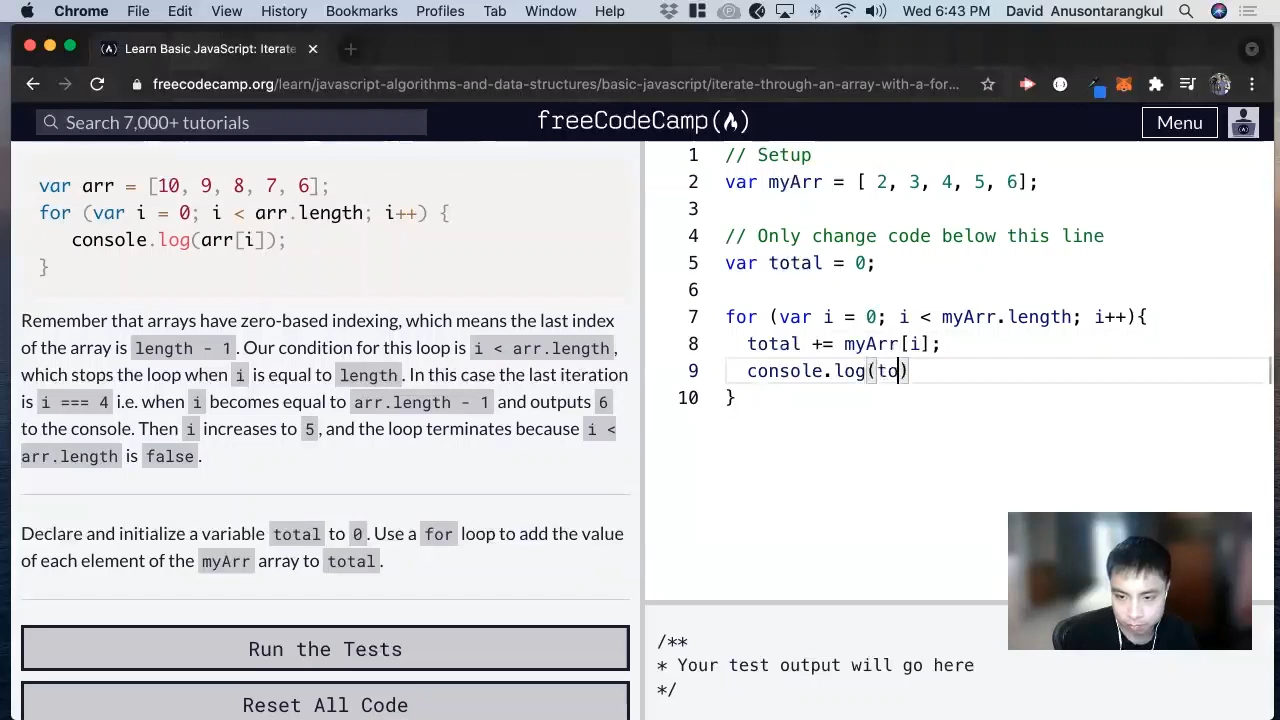 Chrome File Edit View History Bookmarks Profiles Tab Window Help Wed 6:43 PM David Anusontarangkul
Learn Basic JavaScript: Iterate
freecodecamp.org/learn/javascript-algorithms-and-data-structures/basic-javascript/iterate-through-an-array-with-a-for...
Search 7,000+ tutorials
freeCodeCamp(🔥)
Menu
var arr = [10, 9, 8, 7, 6];
for (var i = 0; i < arr.length; i++) {
console.log(arr[i]);
}
Remember that arrays have zero-based indexing, which means the last index
of the array is length - 1. Our condition for this loop is i < arr.length,
which stops the loop when i is equal to length. In this case the last iteration
is i === 4 i.e. when i becomes equal to arr.length - 1 and outputs 6
to the console. Then i increases to 5, and the loop terminates because i <
arr.length is false.
Declare and initialize a variable total to 0. Use a for loop to add the value
of each element of the myArr array to total.
Run the Tests
Reset All Code
1 // Setup
2 var myArr = [ 2, 3, 4, 5, 6];
3
4 // Only change code below this line
5 var total = 0;
6
7 for (var i = 0; i < myArr.length; i++){
8 total += myArr[i];
9 console.log(to)
10 }
/**
* Your test output will go here
*/